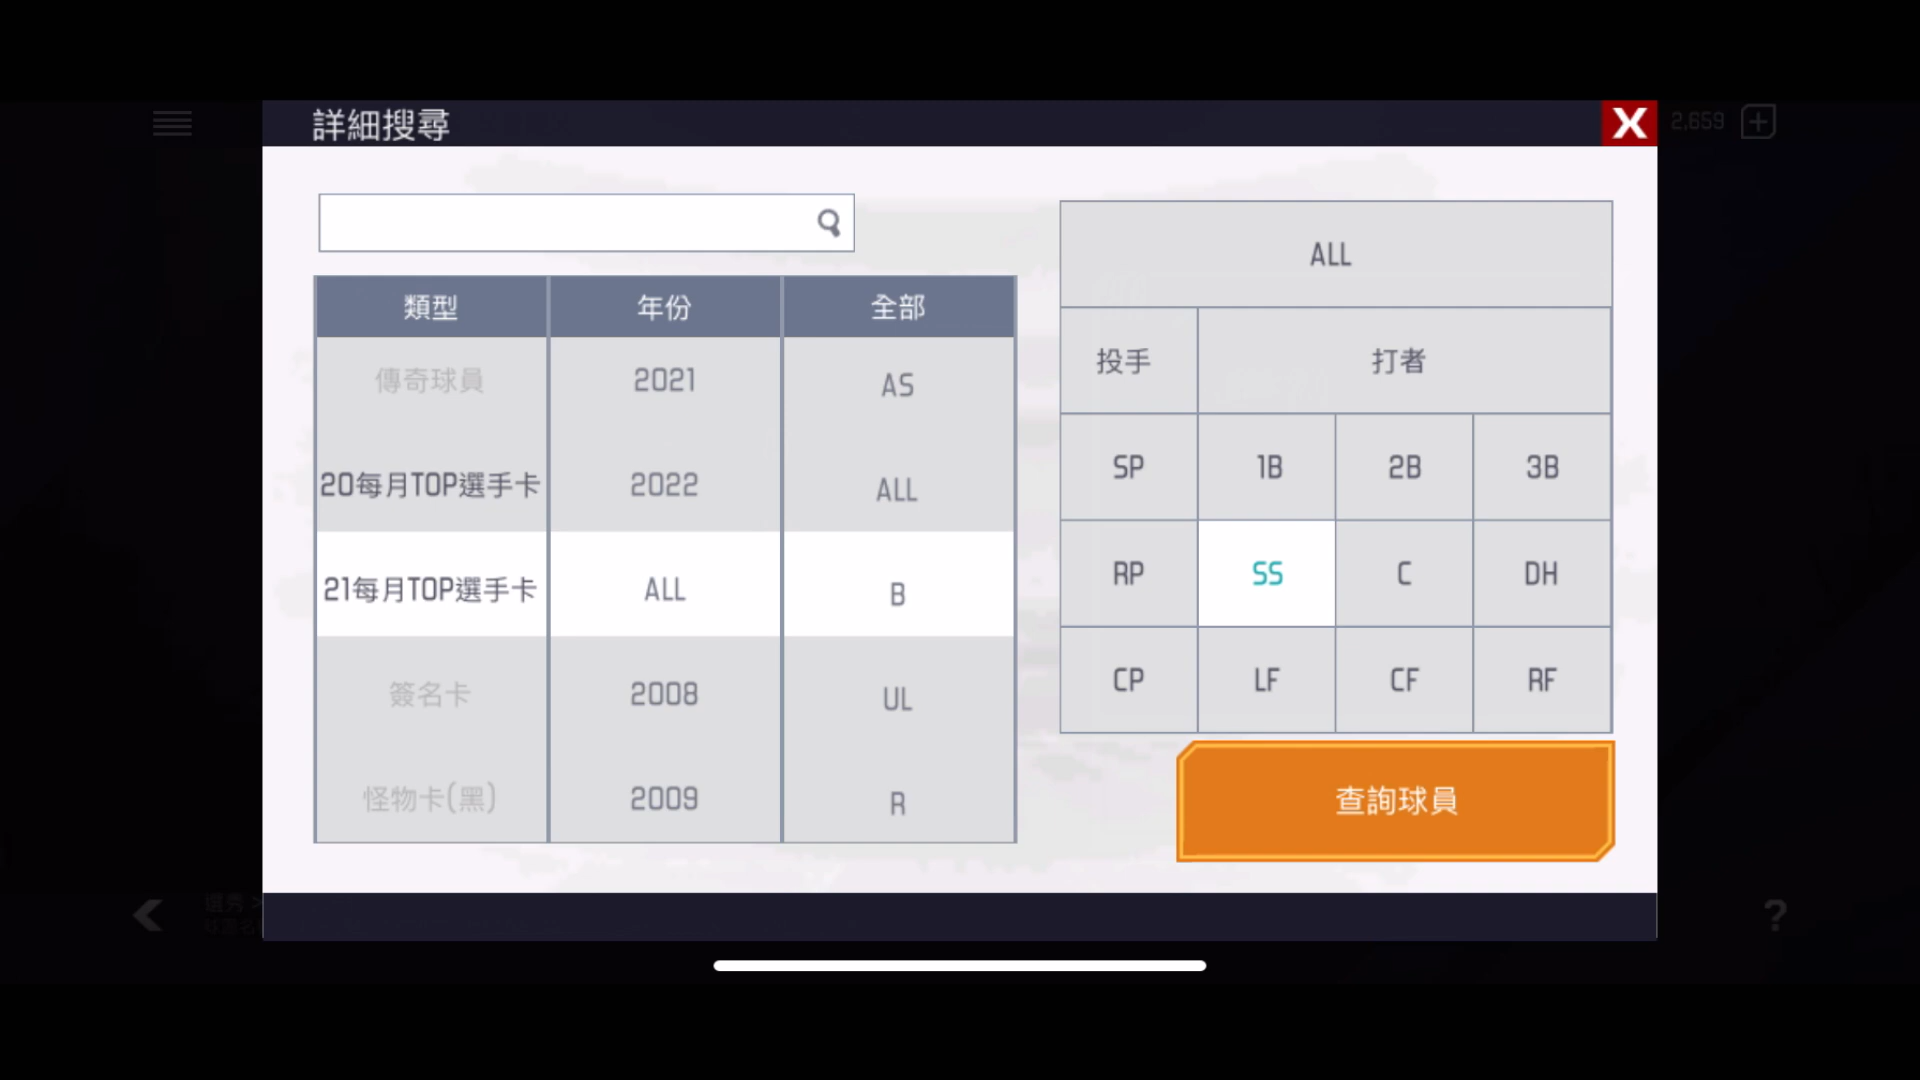 詳細搜尋
X
2,659
類型
年份
全部
傳奇球員
2021
AS
20每月TOP選手卡
2022
ALL
21每月TOP選手卡
ALL
B
簽名卡
2008
UL
怪物卡(黑)
2009
R
ALL
投手
打者
SP
1B
2B
3B
RP
SS
C
DH
CP
LF
CF
RF
查詢球員
選秀 >
?